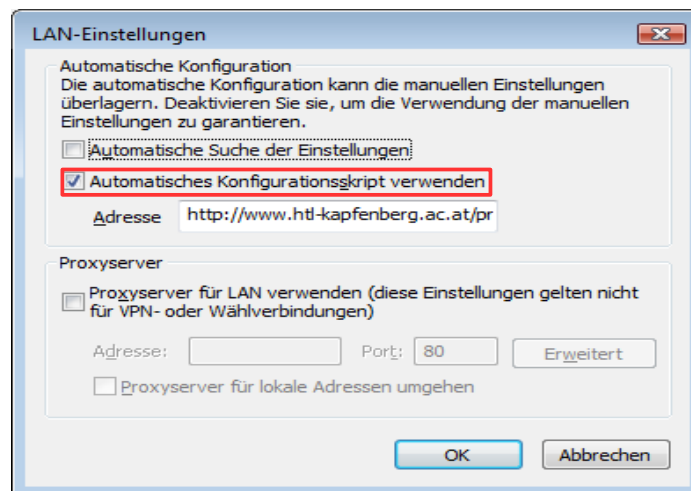 LAN-Einstellungen
Automatische Konfiguration
Die automatische Konfiguration kann die manuellen Einstellungen
überlagern. Deaktivieren Sie sie, um die Verwendung der manuellen
Einstellungen zu garantieren.
Automatische Suche der Einstellungen
Automatisches Konfigurationsskript verwenden
Adresse http://www.htl-kapfenberg.ac.at/pr
Proxyserver
Proxyserver für LAN verwenden (diese Einstellungen gelten nicht
für VPN- oder Wählverbindungen)
Adresse: Port: 80 Erweitert
Proxyserver für lokale Adressen umgehen
OK Abbrechen